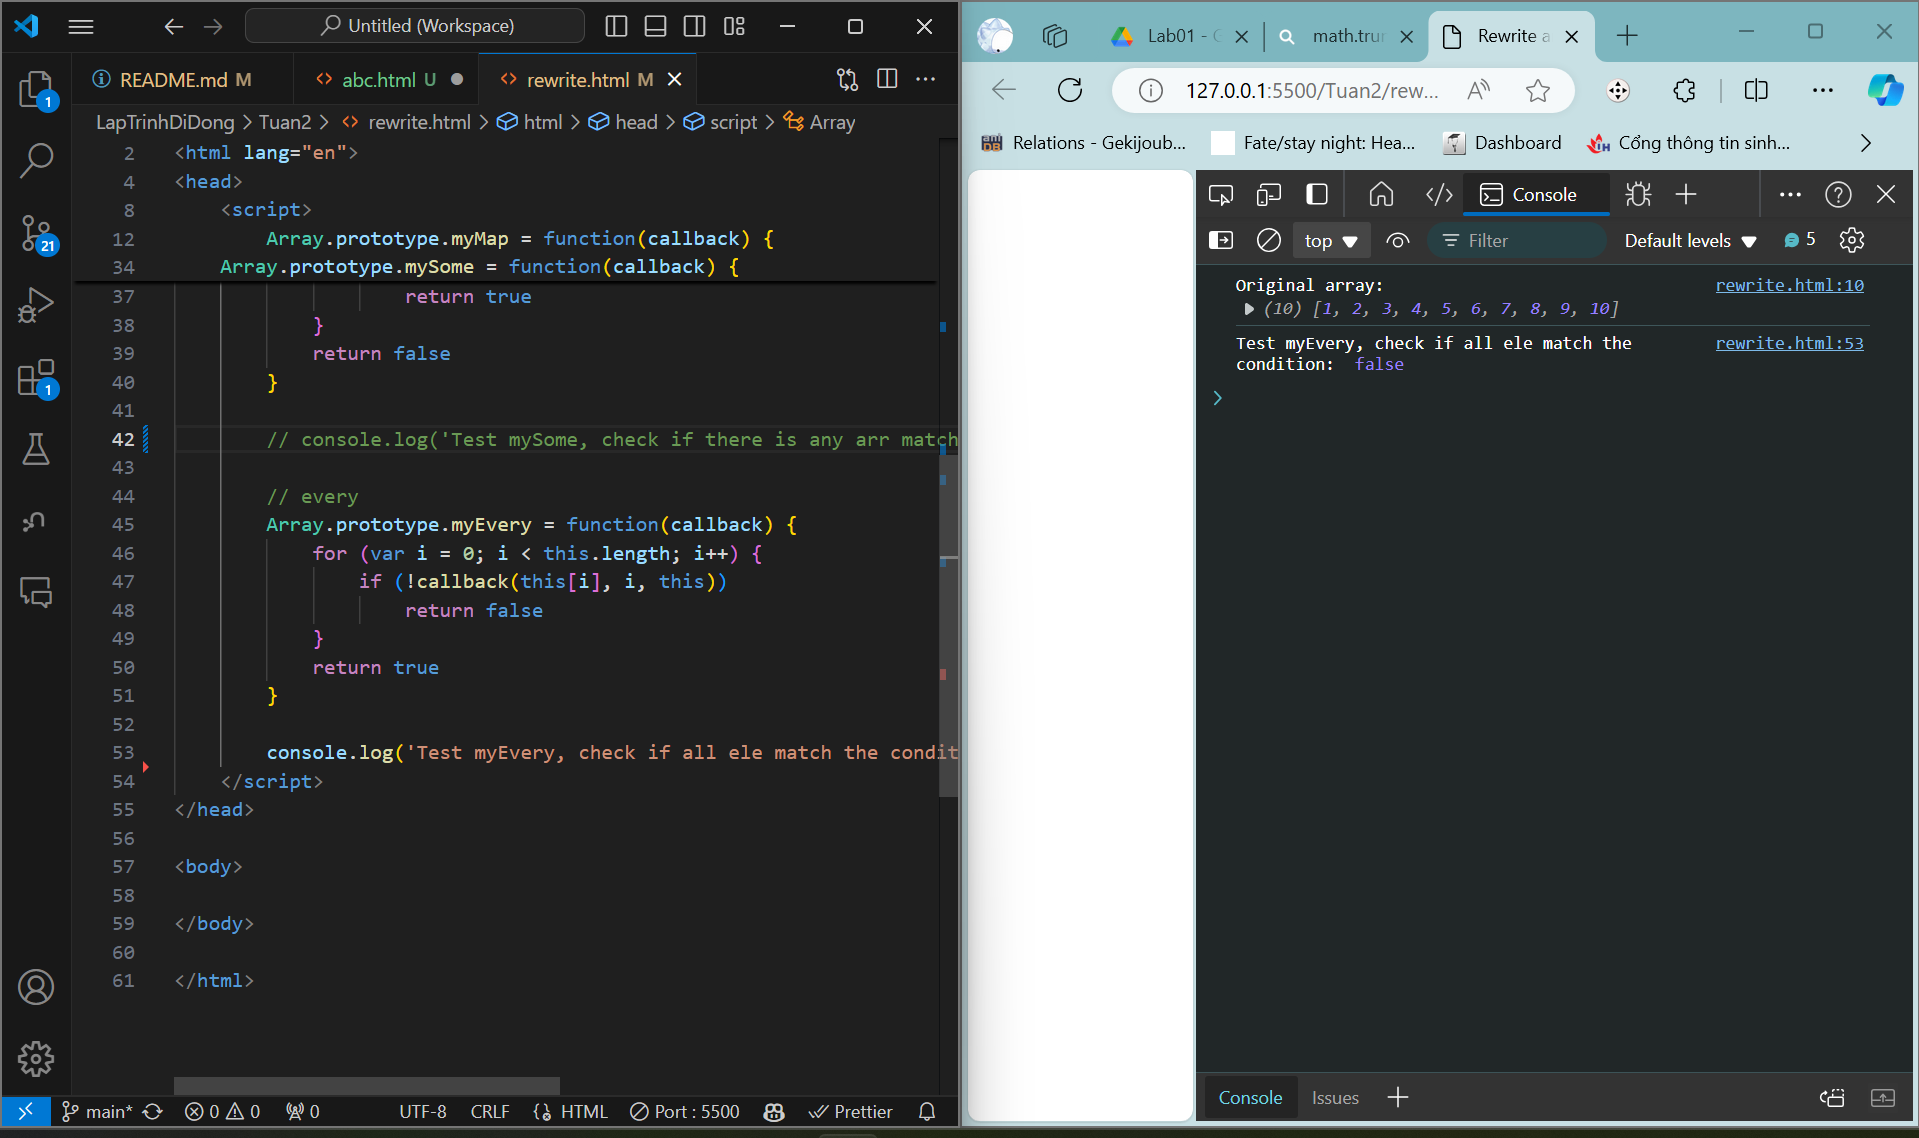 Untitled (Workspace)
README.md M
abc.html U
rewrite.html M
LapTrinhDiDong > Tuan2 > rewrite.html > html > head > script > Array
2 <html lang="en">
4 <head>
8 <script>
12 Array.prototype.myMap = function(callback) {
34 Array.prototype.mySome = function(callback) {
37 return true
38 }
39 return false
40 }
41
42 // console.log('Test mySome, check if there is any arr match
43
44 // every
45 Array.prototype.myEvery = function(callback) {
46 for (var i = 0; i < this.length; i++) {
47 if (!callback(this[i], i, this))
48 return false
49 }
50 return true
51 }
52
53 console.log('Test myEvery, check if all ele match the condit
54 </script>
55 </head>
56
57 <body>
58
59 </body>
60
61 </html>
1
21
1
main* 0 0 0 UTF-8 CRLF HTML Port : 5500 Prettier
Lab01 -
math.trun
Rewrite a
127.0.0.1:5500/Tuan2/rew...
Relations - Gekijoub...
Fate/stay night: Hea...
Dashboard
Cổng thông tin sinh...
Console
top Filter Default levels 5
Original array: rewrite.html:10
(10) [1, 2, 3, 4, 5, 6, 7, 8, 9, 10]
Test myEvery, check if all ele match the rewrite.html:53
condition: false
Console Issues